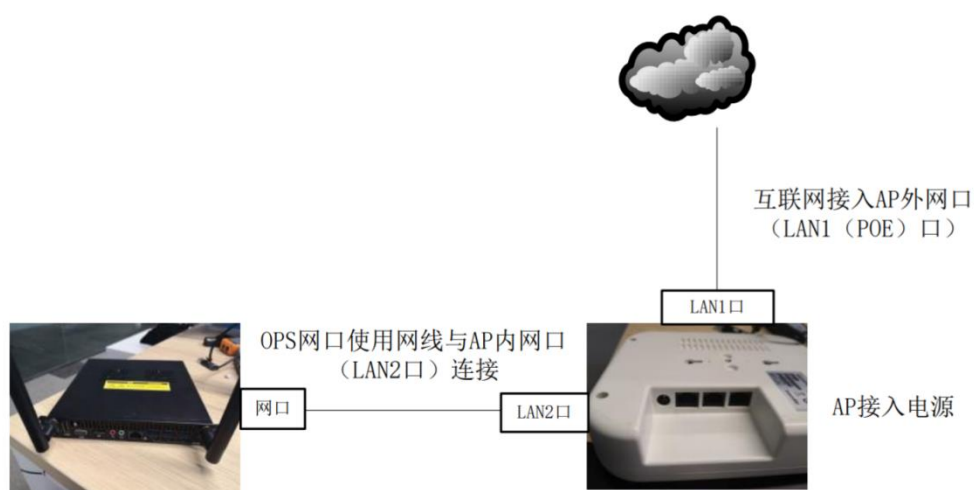 互联网接入AP外网口
（LAN1（POE）口）
LAN1口
OPS网口使用网线与AP内网口
（LAN2口）连接
网口
LAN2口
AP接入电源